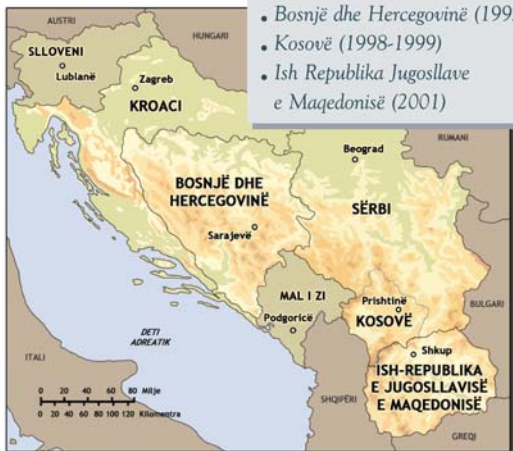 • Bosnjë dhe Hercegovinë (199
• Kosovë (1998-1999)
• Ish Republika Jugosllave
e Maqedonisë (2001)
AUSTRI
HUNGARI
SLLOVENI
Lublanë
Zagreb
KROACI
RUMANI
Beograd
BOSNJË DHE
HERCEGOVINË
SËRBI
Sarajevë
MAL I ZI
Prishtinë
KOSOVË
BULGARI
Podgoricë
DETI
ADREATIK
ITALI
Shkup
ISH-REPUBLIKA
E JUGOSLLAVISË
E MAQEDONISË
SHQIPËRI
GREQI
0 20 40 60 80 Milje
0 20 40 60 80 100 120 Kilomentra